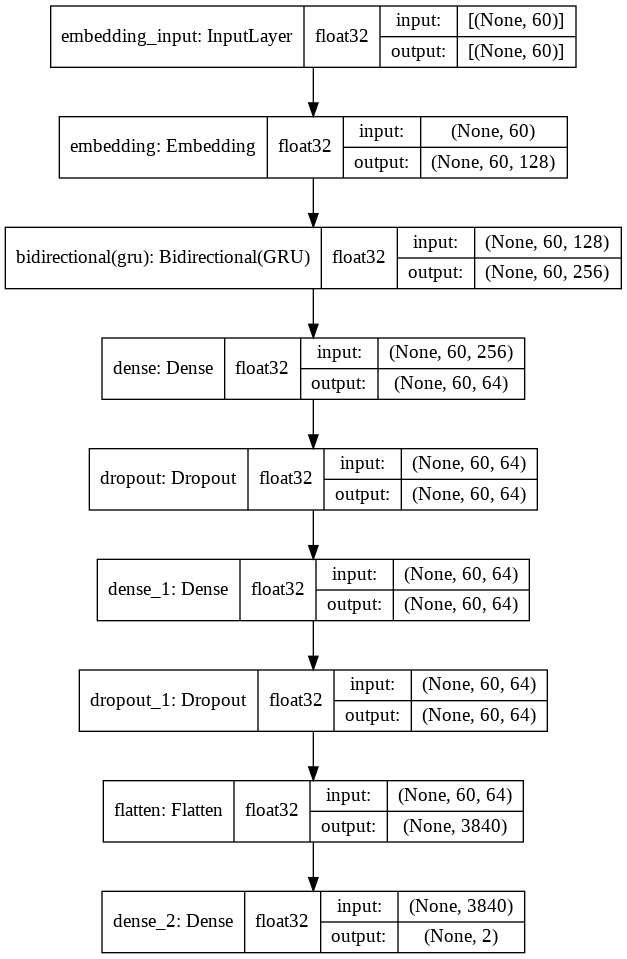 embedding_input: InputLayer float32 input: [(None, 60)]
output: [(None, 60)]
embedding: Embedding float32 input: (None, 60)
output: (None, 60, 128)
bidirectional(gru): Bidirectional(GRU) float32 input: (None, 60, 128)
output: (None, 60, 256)
dense: Dense float32 input: (None, 60, 256)
output: (None, 60, 64)
dropout: Dropout float32 input: (None, 60, 64)
output: (None, 60, 64)
dense_1: Dense float32 input: (None, 60, 64)
output: (None, 60, 64)
dropout_1: Dropout float32 input: (None, 60, 64)
output: (None, 60, 64)
flatten: Flatten float32 input: (None, 60, 64)
output: (None, 3840)
dense_2: Dense float32 input: (None, 3840)
output: (None, 2)